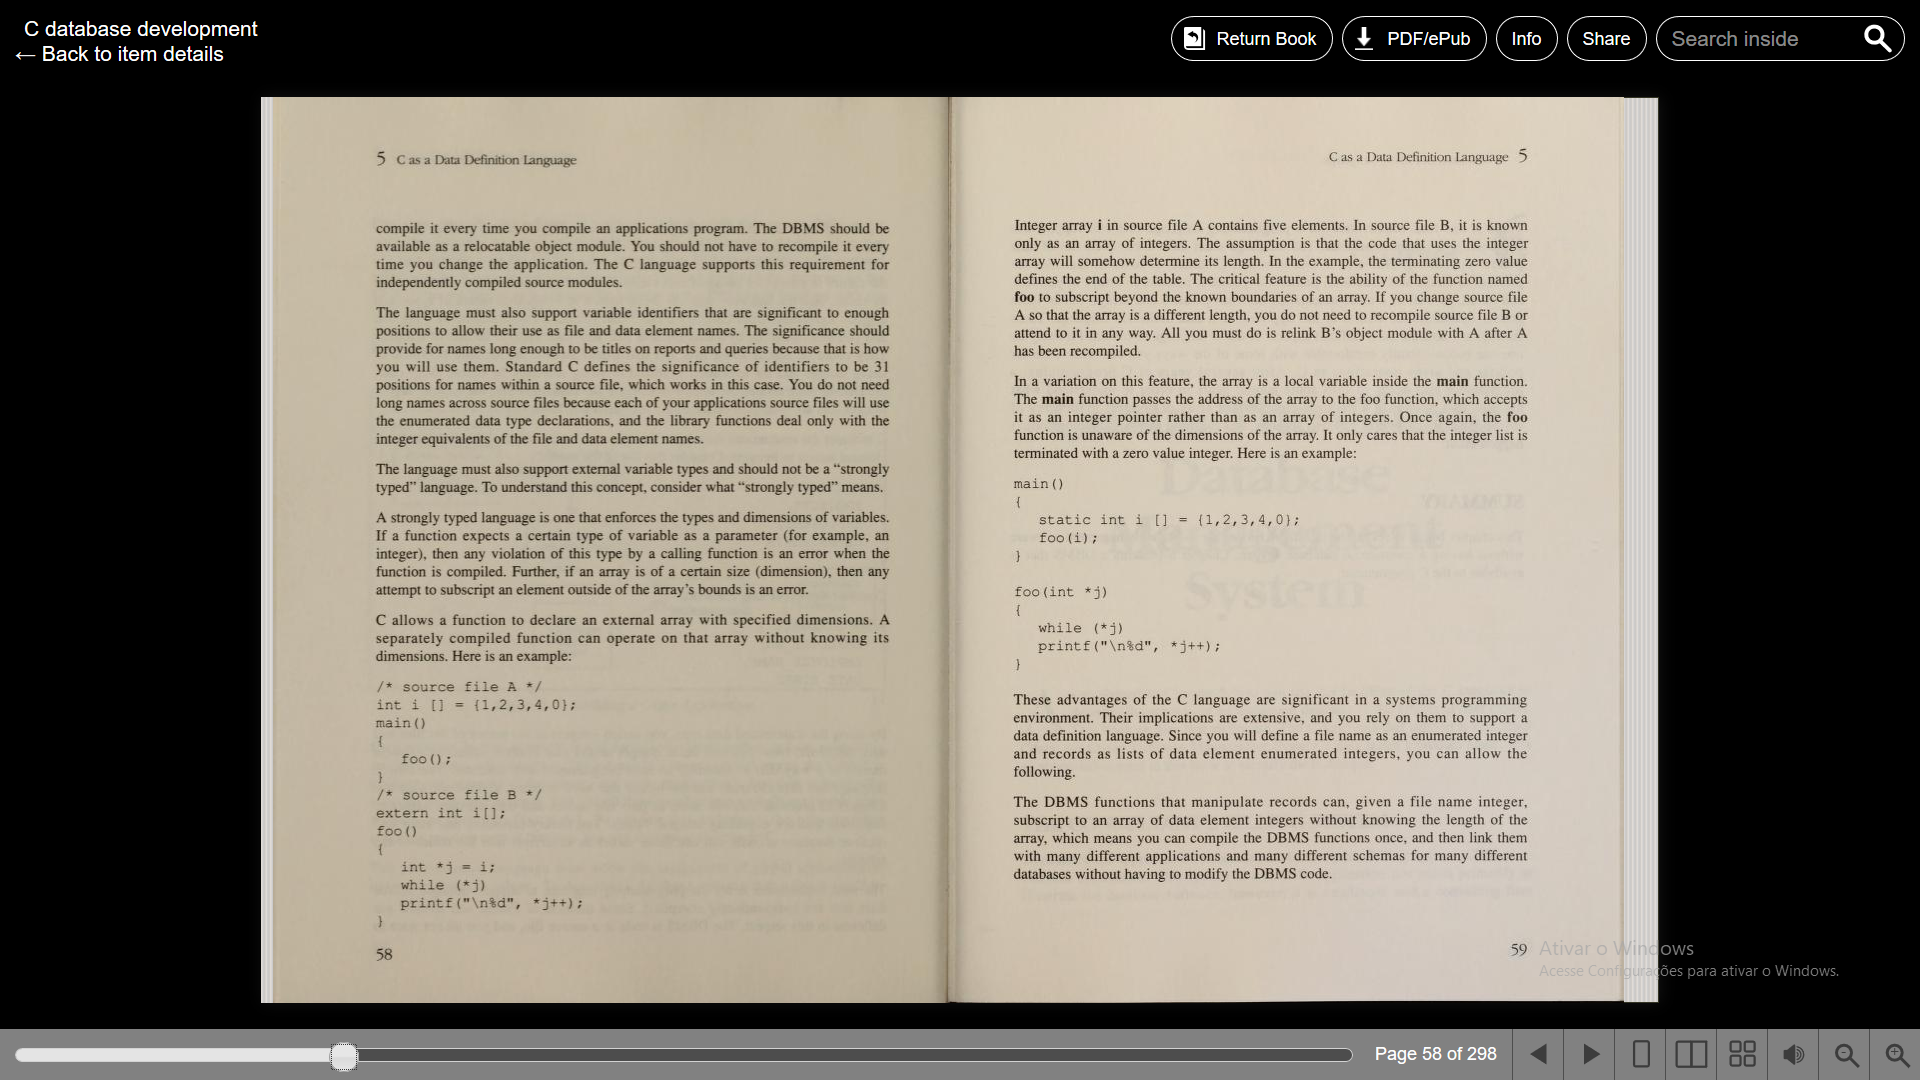 C database development
← Back to item details
Return Book
PDF/ePub
Info
Share
Search inside
5 C as a Data Definition Language
compile it every time you compile an applications program. The DBMS should be
available as a relocatable object module. You should not have to recompile it every
time you change the application. The C language supports this requirement for
independently compiled source modules.
The language must also support variable identifiers that are significant to enough
positions to allow their use as file and data element names. The significance should
provide for names long enough to be titles on reports and queries because that is how
you will use them. Standard C defines the significance of identifiers to be 31
positions for names within a source file, which works in this case. You do not need
long names across source files because each of your applications source files will use
the enumerated data type declarations, and the library functions deal only with the
integer equivalents of the file and data element names.
The language must also support external variable types and should not be a “strongly
typed” language. To understand this concept, consider what “strongly typed” means.
A strongly typed language is one that enforces the types and dimensions of variables.
If a function expects a certain type of variable as a parameter (for example, an
integer), then any violation of this type by a calling function is an error when the
function is compiled. Further, if an array is of a certain size (dimension), then any
attempt to subscript an element outside of the array’s bounds is an error.
C allows a function to declare an external array with specified dimensions. A
separately compiled function can operate on that array without knowing its
dimensions. Here is an example:
/* source file A */
int i [] = {1,2,3,4,0};
main()
{
foo();
}
/* source file B */
extern int i[];
foo()
{
int *j = i;
while (*j)
printf("\n%d", *j++);
}
58
C as a Data Definition Language 5
Integer array i in source file A contains five elements. In source file B, it is known
only as an array of integers. The assumption is that the code that uses the integer
array will somehow determine its length. In the example, the terminating zero value
defines the end of the table. The critical feature is the ability of the function named
foo to subscript beyond the known boundaries of an array. If you change source file
A so that the array is a different length, you do not need to recompile source file B or
attend to it in any way. All you must do is relink B’s object module with A after A
has been recompiled.
In a variation on this feature, the array is a local variable inside the main function.
The main function passes the address of the array to the foo function, which accepts
it as an integer pointer rather than as an array of integers. Once again, the foo
function is unaware of the dimensions of the array. It only cares that the integer list is
terminated with a zero value integer. Here is an example:
main()
{
static int i [] = {1,2,3,4,0};
foo(i);
}
foo(int *j)
{
while (*j)
printf("\n%d", *j++);
}
These advantages of the C language are significant in a systems programming
environment. Their implications are extensive, and you rely on them to support a
data definition language. Since you will define a file name as an enumerated integer
and records as lists of data element enumerated integers, you can allow the
following.
The DBMS functions that manipulate records can, given a file name integer,
subscript to an array of data element integers without knowing the length of the
array, which means you can compile the DBMS functions once, and then link them
with many different applications and many different schemas for many different
databases without having to modify the DBMS code.
59
Ativar o Windows
Acesse Configurações para ativar o Windows.
Page 58 of 298